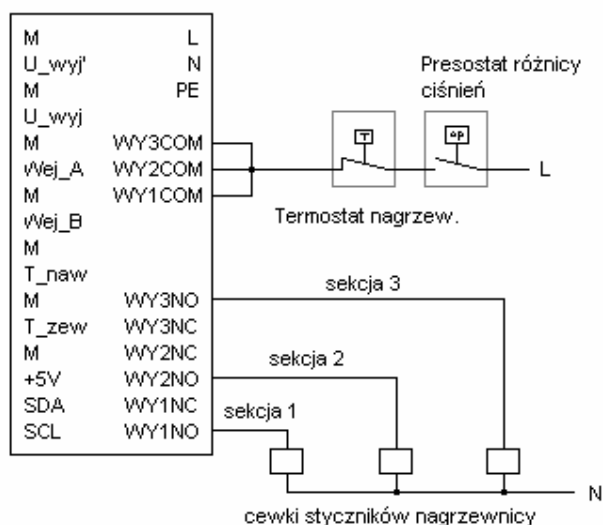 M L
U_wyj' N
M PE
U_wyj
M WY3COM
Wej_A WY2COM
M WY1COM
Wej_B
M
T_naw
M WY3NO
T_zew WY3NC
M WY2NC
+5V WY2NO
SDA WY1NC
SCL WY1NO
Presostat różnicy
ciśnień
T
Δp
L
Termostat nagrzew.
sekcja 3
sekcja 2
sekcja 1
N
cewki styczników nagrzewnicy